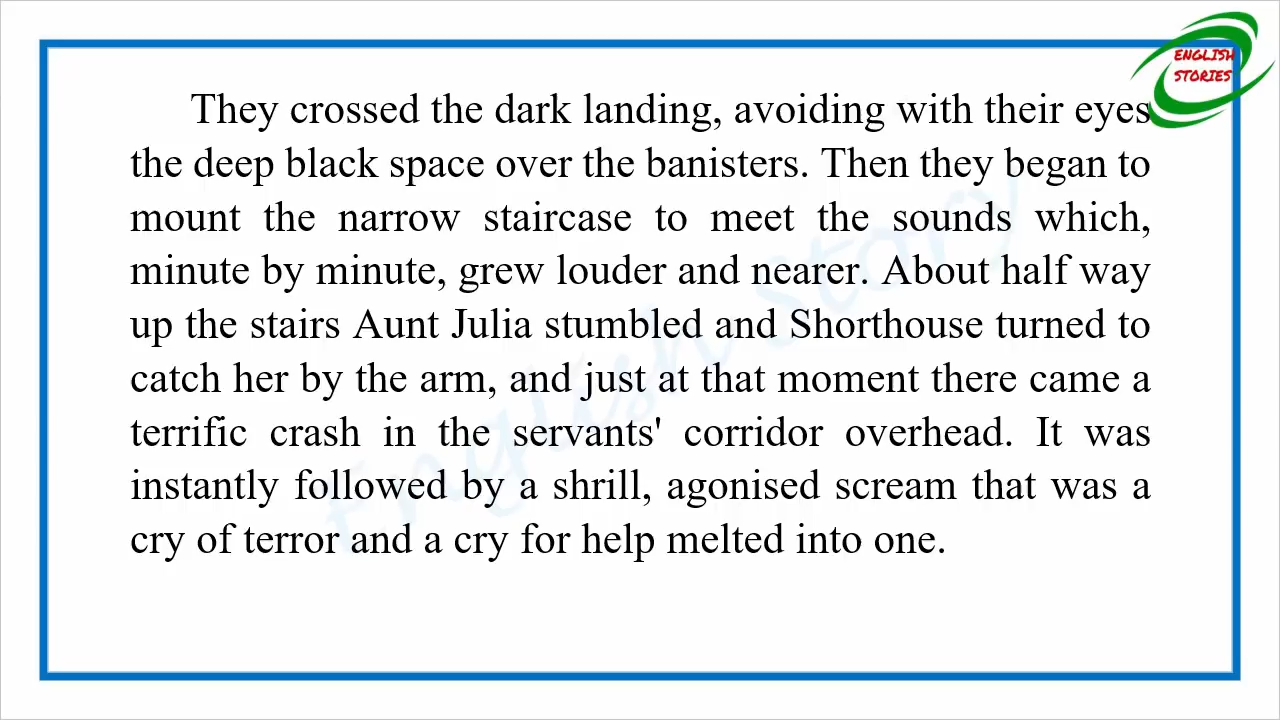 ENGLISH
STORIES
They crossed the dark landing, avoiding with their eyes
the deep black space over the banisters. Then they began to
mount the narrow staircase to meet the sounds which,
minute by minute, grew louder and nearer. About half way
up the stairs Aunt Julia stumbled and Shorthouse turned to
catch her by the arm, and just at that moment there came a
terrific crash in the servants' corridor overhead. It was
instantly followed by a shrill, agonised scream that was a
cry of terror and a cry for help melted into one.
English Story